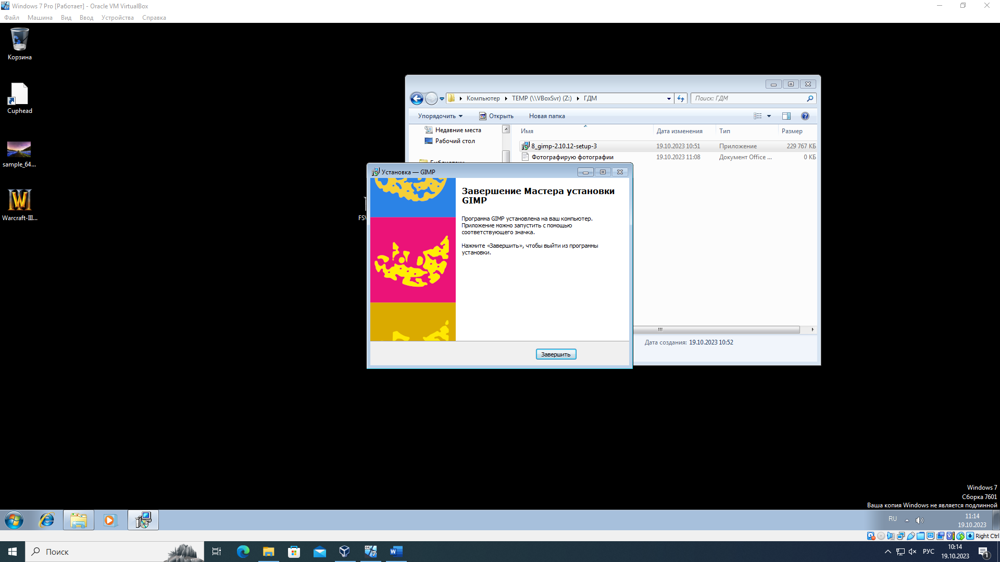 Windows 7 Pro [Работает] - Oracle VM VirtualBox
Файл Машина Вид Ввод Устройства Справка
Корзина
Cuphead
sample_64...
Warcraft-III...
Компьютер TEMP (\\VBoxSvr) (Z:) ГДМ
Поиск: ГДМ
Упорядочить Открыть Новая папка
Недавние места
Рабочий стол
Имя Дата изменения Тип Размер
8_gimp-2.10.12-setup-3 19.10.2023 10:51 Приложение 229 767 КБ
Фотографирую фотографии 19.10.2023 11:08 Документ Office ... 0 КБ
Установка — GIMP
Завершение Мастера установки
GIMP
Программа GIMP установлена на ваш компьютер.
Приложение можно запустить с помощью
соответствующего значка.
Нажмите «Завершить», чтобы выйти из программы
установки.
Завершить
Дата создания: 19.10.2023 10:52
Windows 7
Сборка 7601
Ваша копия Windows не является подлинной
RU
11:14
19.10.2023
Right Ctrl
Поиск
РУС
10:14
19.10.2023
1